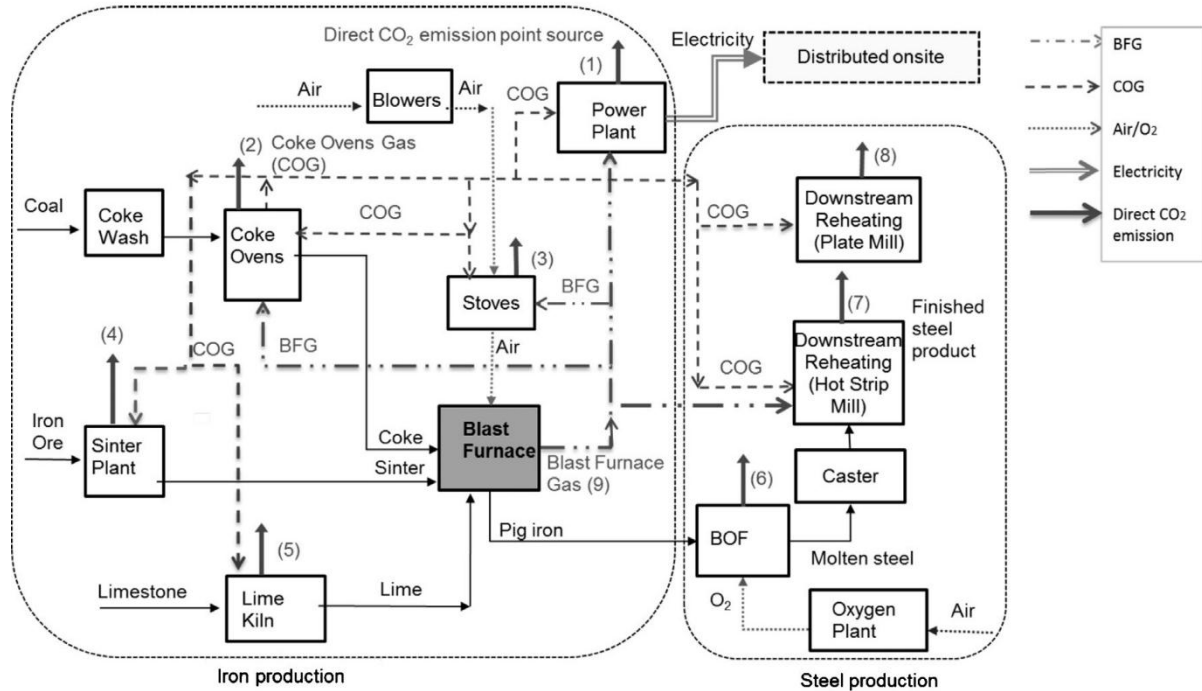 Direct CO₂ emission point source
(1)
Electricity
Distributed onsite
BFG
COG
Air/O₂
Electricity
Direct CO₂
emission
Air
Blowers
Air
COG
Power
Plant
(2)
Coke Ovens Gas
(COG)
(8)
Coal
Coke
Wash
Coke
Ovens
COG
COG
Downstream
Reheating
(Plate Mill)
(3)
Stoves
BFG
(7)
Finished
steel
product
(4)
COG
BFG
Air
COG
Downstream
Reheating
(Hot Strip
Mill)
Iron
Ore
Sinter
Plant
Coke
Sinter
Blast
Furnace
Blast Furnace
Gas (9)
Caster
(6)
Pig iron
BOF
Molten steel
(5)
Limestone
Lime
Kiln
Lime
O₂
Oxygen
Plant
Air
Iron production
Steel production